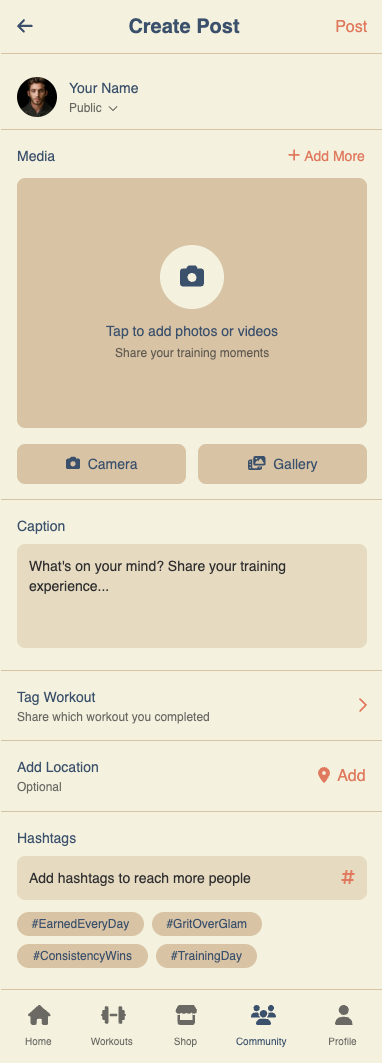 Create Post
Post
Your Name
Public
Media
+ Add More
Tap to add photos or videos
Share your training moments
Camera
Gallery
Caption
What's on your mind? Share your training
experience...
Tag Workout
Share which workout you completed
Add Location
Add
Optional
Hashtags
Add hashtags to reach more people
#
#EarnedEveryDay
#GritOverGlam
#ConsistencyWins
#TrainingDay
Home
Workouts
Shop
Community
Profile